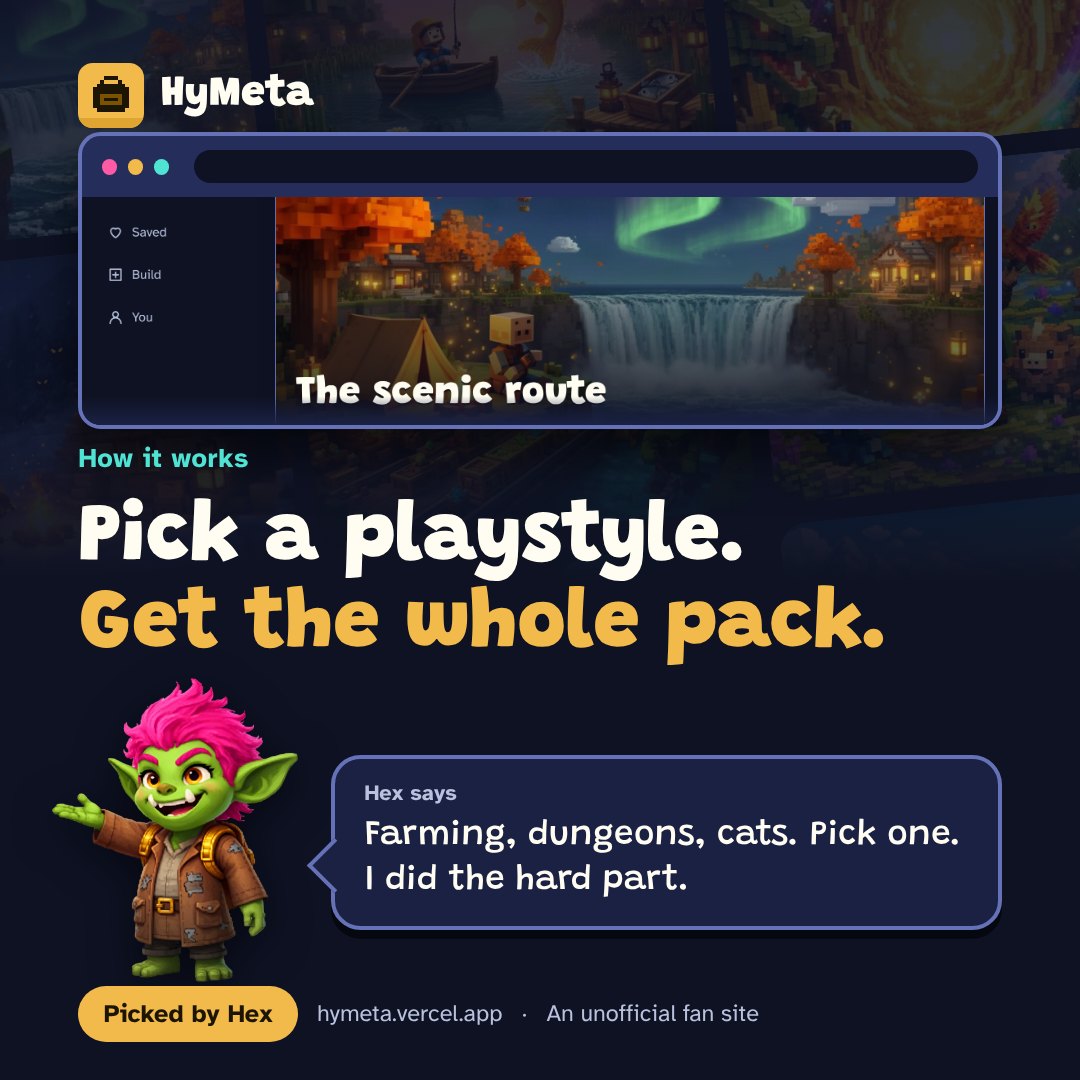 HyMeta
Saved
Build
You
The scenic route
How it works
Pick a playstyle.
Get the whole pack.
Hex says
Farming, dungeons, cats. Pick one.
I did the hard part.
Picked by Hex
hymeta.vercel.app · An unofficial fan site